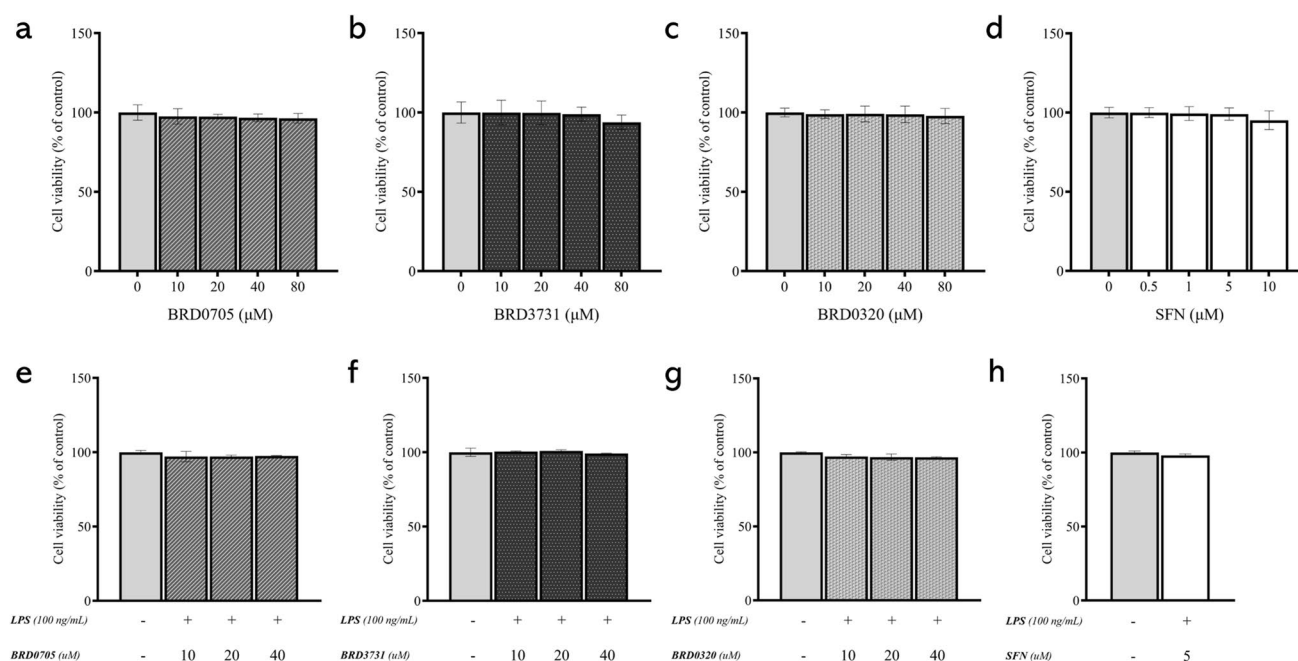 a
150
100
50
0
Cell viability (% of control)
0 10 20 40 80
BRD0705 (μM)
b
150
100
50
0
Cell viability (% of control)
0 10 20 40 80
BRD3731 (μM)
c
150
100
50
0
Cell viability (% of control)
0 10 20 40 80
BRD0320 (μM)
d
150
100
50
0
Cell viability (% of control)
0 0.5 1 5 10
SFN (μM)
e
150
100
50
0
Cell viability (% of control)
LPS (100 ng/mL) - + + +
BRD0705 (uM) - 10 20 40
f
150
100
50
0
Cell viability (% of control)
LPS (100 ng/mL) - + + +
BRD3731 (uM) - 10 20 40
g
150
100
50
0
Cell viability (% of control)
LPS (100 ng/mL) - + + +
BRD0320 (uM) - 10 20 40
h
150
100
50
0
Cell viability (% of control)
LPS (100 ng/mL) - +
SFN (uM) - 5